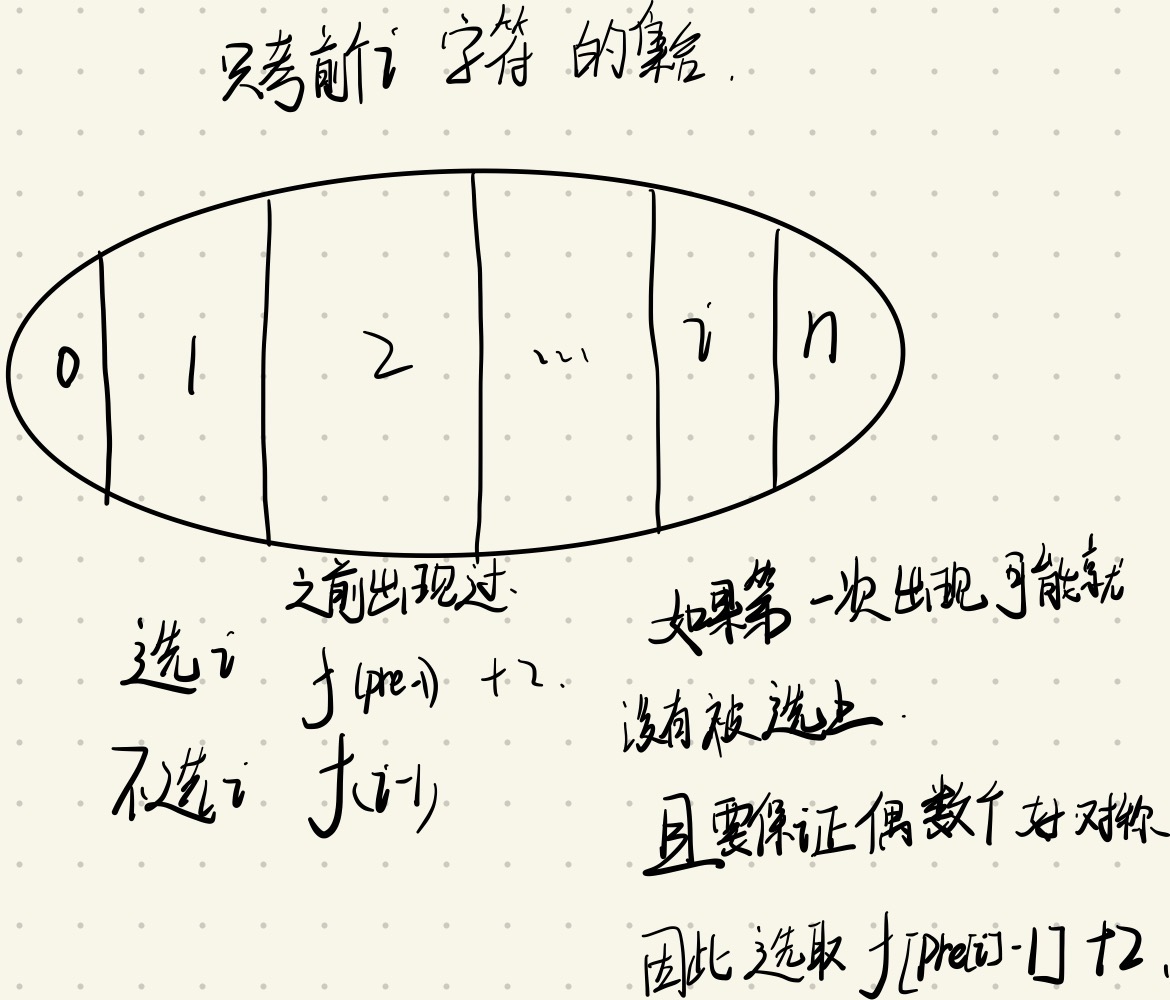 只考前i 字符 的集合.
0 1 2 ... i n
之前出现过.
选i f(pre-1) +2.
不选i f(i-1)
如果第一次出现可能就
没有被选上.
且要保证偶数个 好对称
因此选取 f[pre[i]-1] +2.